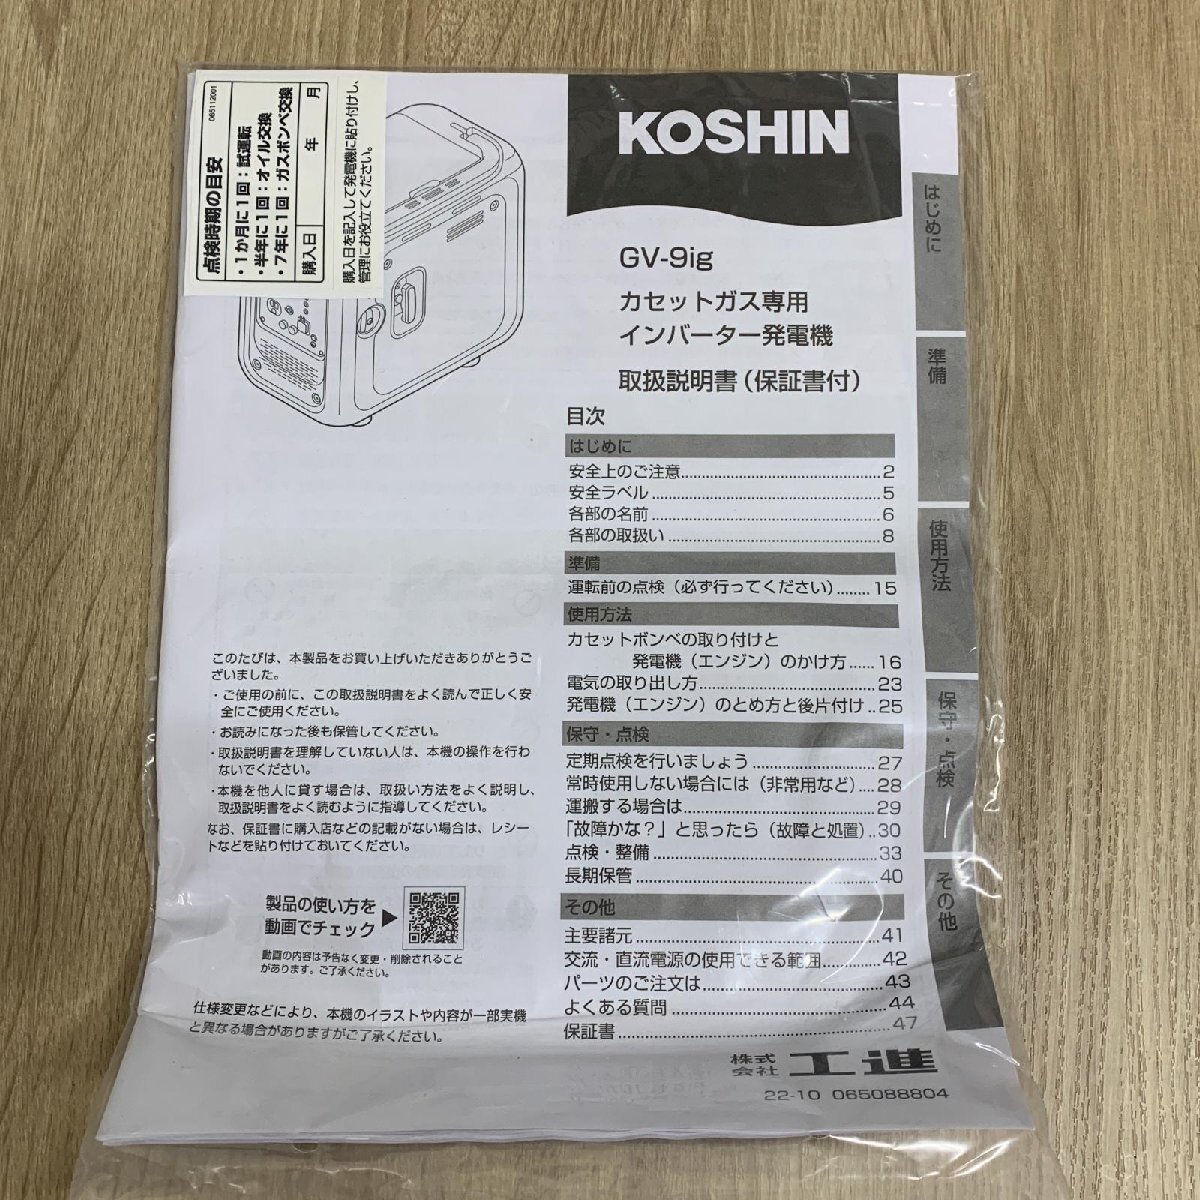 065112001
点検時期の目安
・1か月に1回：試運転
・半年に1回：オイル交換
・7年に1回：ガスボンベ交換
購入日 年 月
購入日を記入して発電機に貼り付けし、
管理にお役立てください。
KOSHIN
GV-9ig
カセットガス専用
インバーター発電機
取扱説明書（保証書付）
目次
はじめに
安全上のご注意 2
安全ラベル 5
各部の名前 6
各部の取扱い 8
準備
運転前の点検（必ず行ってください） 15
使用方法
カセットボンベの取り付けと
発電機（エンジン）のかけ方 16
電気の取り出し方 23
発電機（エンジン）のとめ方と後片付け 25
保守・点検
定期点検を行いましょう 27
常時使用しない場合には（非常用など） 28
運搬する場合は 29
「故障かな？」と思ったら（故障と処置） 30
点検・整備 33
長期保管 40
その他
主要諸元 41
交流・直流電源の使用できる範囲 42
パーツのご注文は 43
よくある質問 44
保証書 47
はじめに
準備
使用方法
保守・点検
その他
このたびは、本製品をお買い上げいただきありがとうご
ざいました。
・ご使用の前に、この取扱説明書をよく読んで正しく安
全にご使用ください。
・お読みになった後も保管してください。
・取扱説明書を理解していない人は、本機の操作を行わ
ないでください。
・本機を他人に貸す場合は、取扱い方法をよく説明し、
取扱説明書をよく読むように指導してください。
なお、保証書に購入店などの記載がない場合は、レシー
トなどを貼り付けておいてください。
製品の使い方を
動画でチェック
動画の内容は予告なく変更・削除されること
があります。ご了承ください。
仕様変更などにより、本機のイラストや内容が一部実機
と異なる場合がありますがご了承ください。
株式会社 工進
22-10 065088804